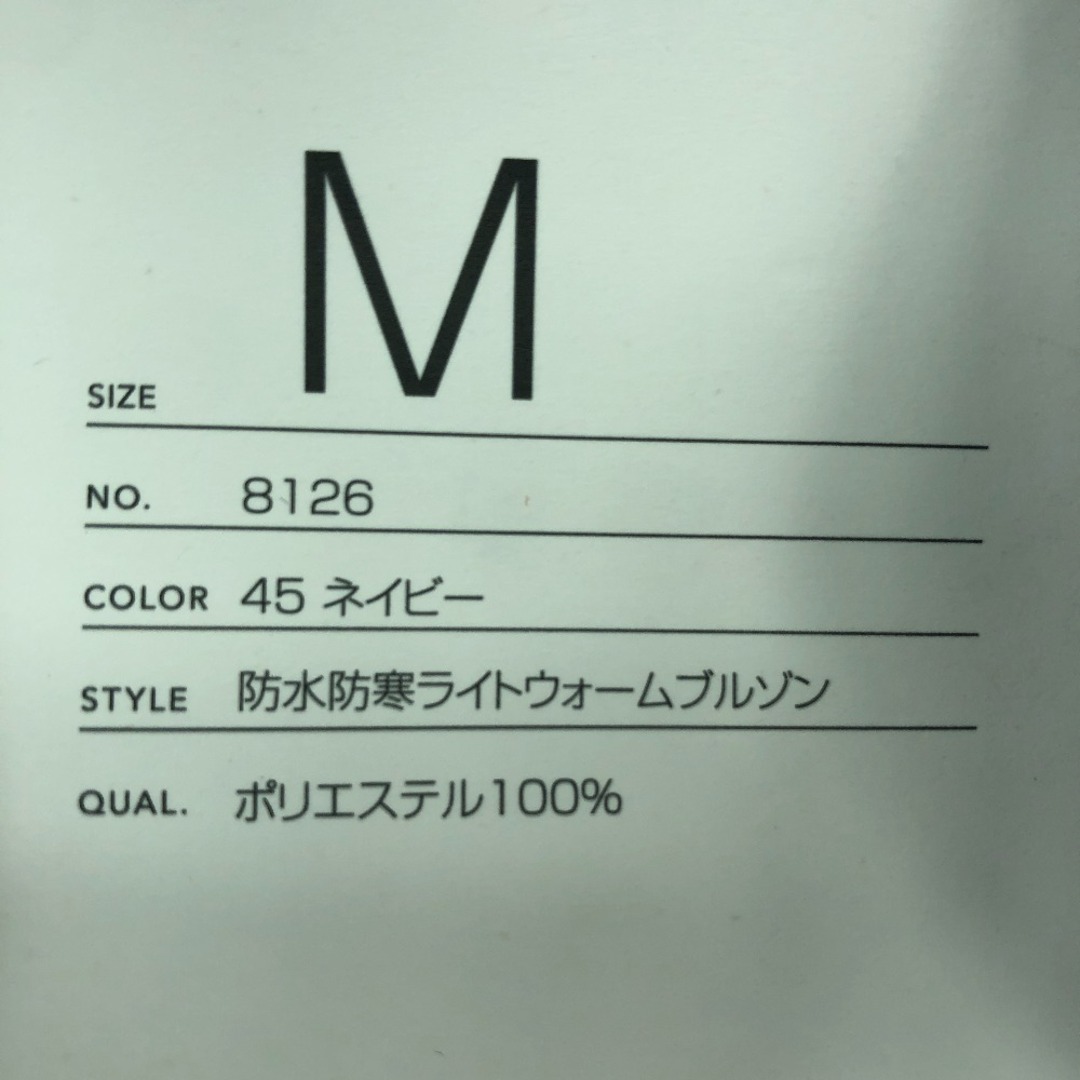 SIZE M
NO. 8126
COLOR 45 ネイビー
STYLE 防水防寒ライトウォームブルゾン
QUAL. ポリエステル100%